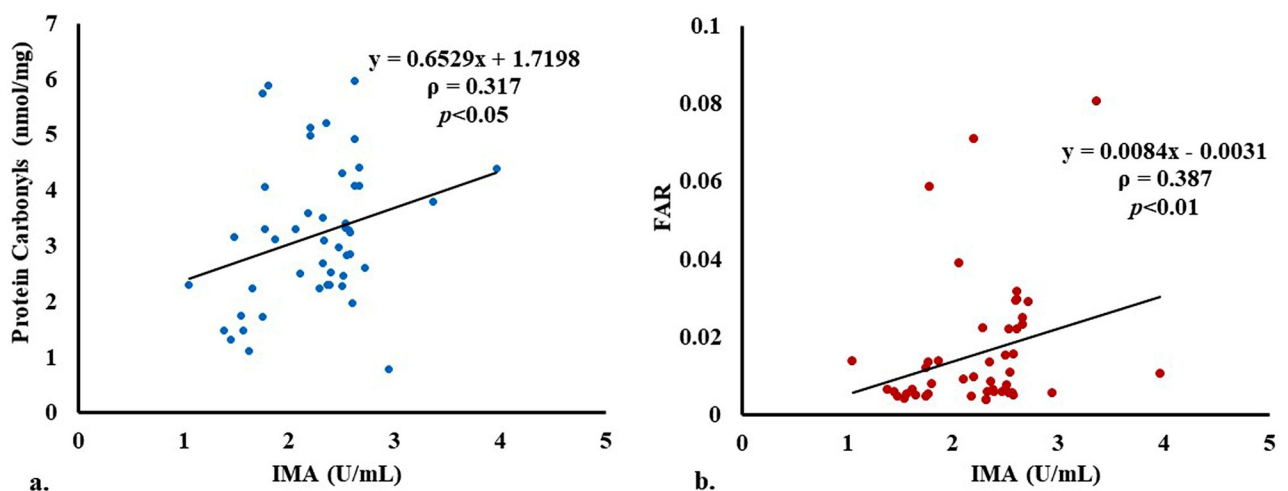 7
6
5
4
3
2
1
0
Protein Carbonyls (nmol/mg)
y = 0.6529x + 1.7198
ρ = 0.317
p<0.05
0 1 2 3 4 5
IMA (U/mL)
a.
0.1
0.08
0.06
0.04
0.02
0
FAR
y = 0.0084x - 0.0031
ρ = 0.387
p<0.01
0 1 2 3 4 5
IMA (U/mL)
b.